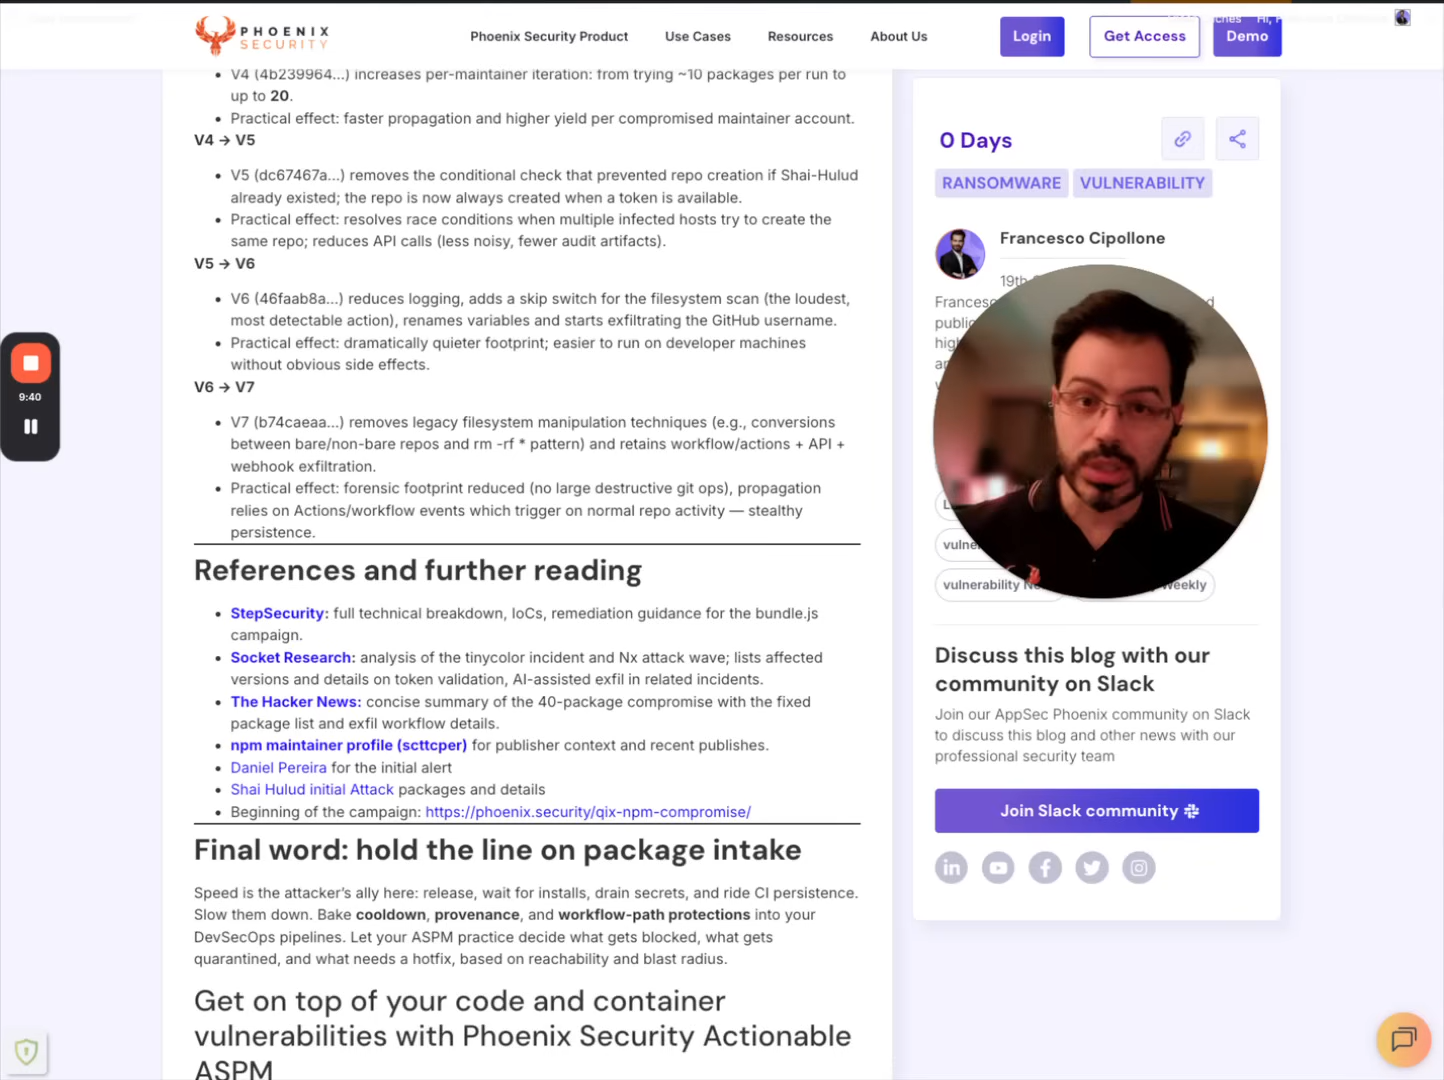 PHOENIX
SECURITY
Phoenix Security Product
Use Cases
Resources
About Us
Login
Get Access
Demo
V4 (4b239964...) increases per-maintainer iteration: from trying ~10 packages per run to
up to 20.
Practical effect: faster propagation and higher yield per compromised maintainer account.
V4 → V5
V5 (dc67467a...) removes the conditional check that prevented repo creation if Shai-Hulud
already existed; the repo is now always created when a token is available.
Practical effect: resolves race conditions when multiple infected hosts try to create the
same repo; reduces API calls (less noisy, fewer audit artifacts).
V5 → V6
V6 (46faab8a...) reduces logging, adds a skip switch for the filesystem scan (the loudest,
most detectable action), renames variables and starts exfiltrating the GitHub username.
Practical effect: dramatically quieter footprint; easier to run on developer machines
without obvious side effects.
V6 → V7
V7 (b74caeaa...) removes legacy filesystem manipulation techniques (e.g., conversions
between bare/non-bare repos and rm -rf * pattern) and retains workflow/actions + API +
webhook exfiltration.
Practical effect: forensic footprint reduced (no large destructive git ops), propagation
relies on Actions/workflow events which trigger on normal repo activity — stealthy
persistence.
References and further reading
StepSecurity: full technical breakdown, IoCs, remediation guidance for the bundle.js
campaign.
Socket Research: analysis of the tinycolor incident and Nx attack wave; lists affected
versions and details on token validation, AI-assisted exfil in related incidents.
The Hacker News: concise summary of the 40-package compromise with the fixed
package list and exfil workflow details.
npm maintainer profile (scttcper) for publisher context and recent publishes.
Daniel Pereira for the initial alert
Shai Hulud initial Attack packages and details
Beginning of the campaign: https://phoenix.security/qix-npm-compromise/
Final word: hold the line on package intake
Speed is the attacker's ally here: release, wait for installs, drain secrets, and ride CI persistence.
Slow them down. Bake cooldown, provenance, and workflow-path protections into your
DevSecOps pipelines. Let your ASPM practice decide what gets blocked, what gets
quarantined, and what needs a hotfix, based on reachability and blast radius.
Get on top of your code and container
vulnerabilities with Phoenix Security Actionable
ASPM
9:40
0 Days
RANSOMWARE VULNERABILITY
Francesco Cipollone
19th
Discuss this blog with our
community on Slack
Join our AppSec Phoenix community on Slack
to discuss this blog and other news with our
professional security team
Join Slack community